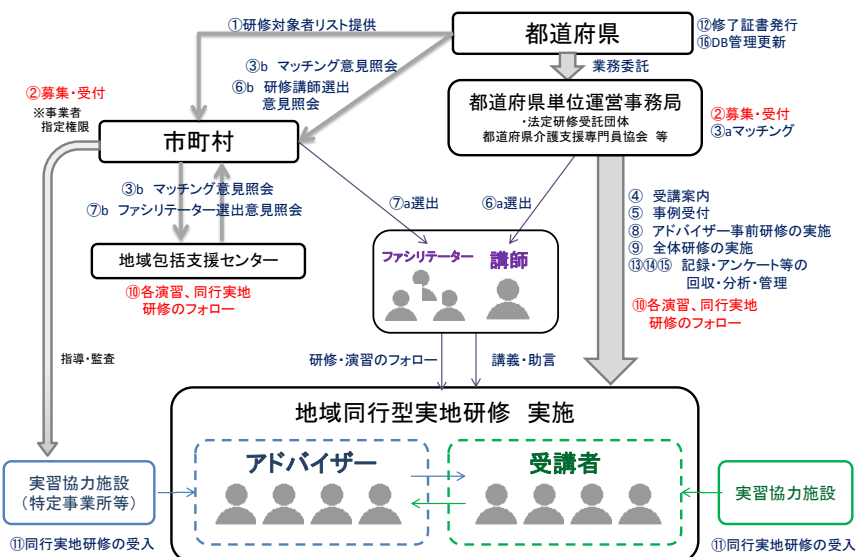 ①研修対象者リスト提供
都道府県
⑫修了証書発行
⑯DB管理更新
③b マッチング意見照会
⑥b 研修講師選出
意見照会
業務委託
②募集・受付
※事業者
指定権限
市町村
都道府県単位運営事務局
・法定研修受託団体
都道府県介護支援専門員協会 等
②募集・受付
③aマッチング
③b マッチング意見照会
⑦b ファシリテーター選出意見照会
⑦a選出
⑥a選出
④ 受講案内
⑤ 事例受付
⑧ アドバイザー事前研修の実施
⑨ 全体研修の実施
⑬⑭⑮ 記録・アンケート等の
回収・分析・管理
⑩各演習、同行実地
研修のフォロー
地域包括支援センター
⑩各演習、同行実地
研修のフォロー
ファシリテーター
講師
指導・監査
研修・演習のフォロー
講義・助言
地域同行型実地研修 実施
アドバイザー
受講者
実習協力施設
(特定事業所等)
実習協力施設
⑪同行実地研修の受入
⑪同行実地研修の受入